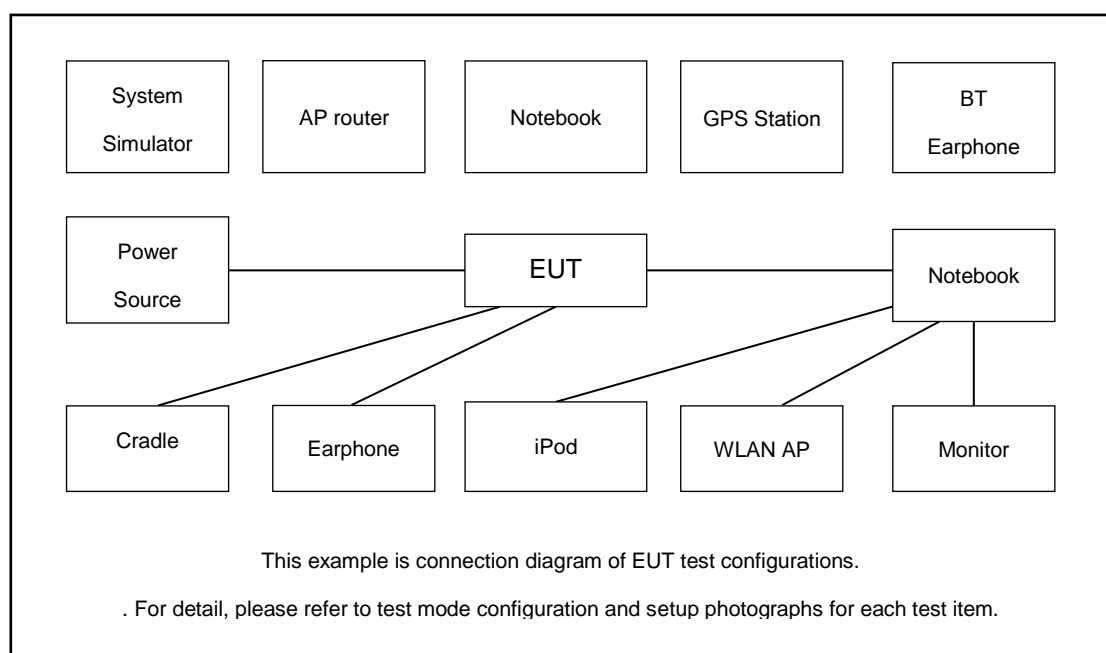 System
Simulator
AP router
Notebook
GPS Station
BT
Earphone
Power
Source
EUT
Notebook
Cradle
Earphone
iPod
WLAN AP
Monitor
This example is connection diagram of EUT test configurations.
. For detail, please refer to test mode configuration and setup photographs for each test item.